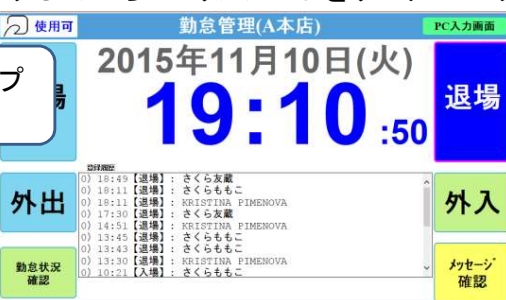 使用可
勤怠管理(A本店)
PC入力画面
2015年11月10日(火)
プ
場
19:10:50
退場
登録履歴
0) 18:49【退場】: さくら友蔵
0) 18:11【退場】: さくらももこ
0) 18:11【退場】: KRISTINA PIMENOVA
0) 17:30【退場】: さくら友蔵
0) 14:51【入場】: KRISTINA PIMENOVA
0) 13:45【退場】: さくらももこ
0) 13:43【退場】: さくらももこ
0) 13:30【退場】: KRISTINA PIMENOVA
0) 10:21【入場】: さくらももこ
外出
外入
勤怠状況
確認
メッセージ
確認